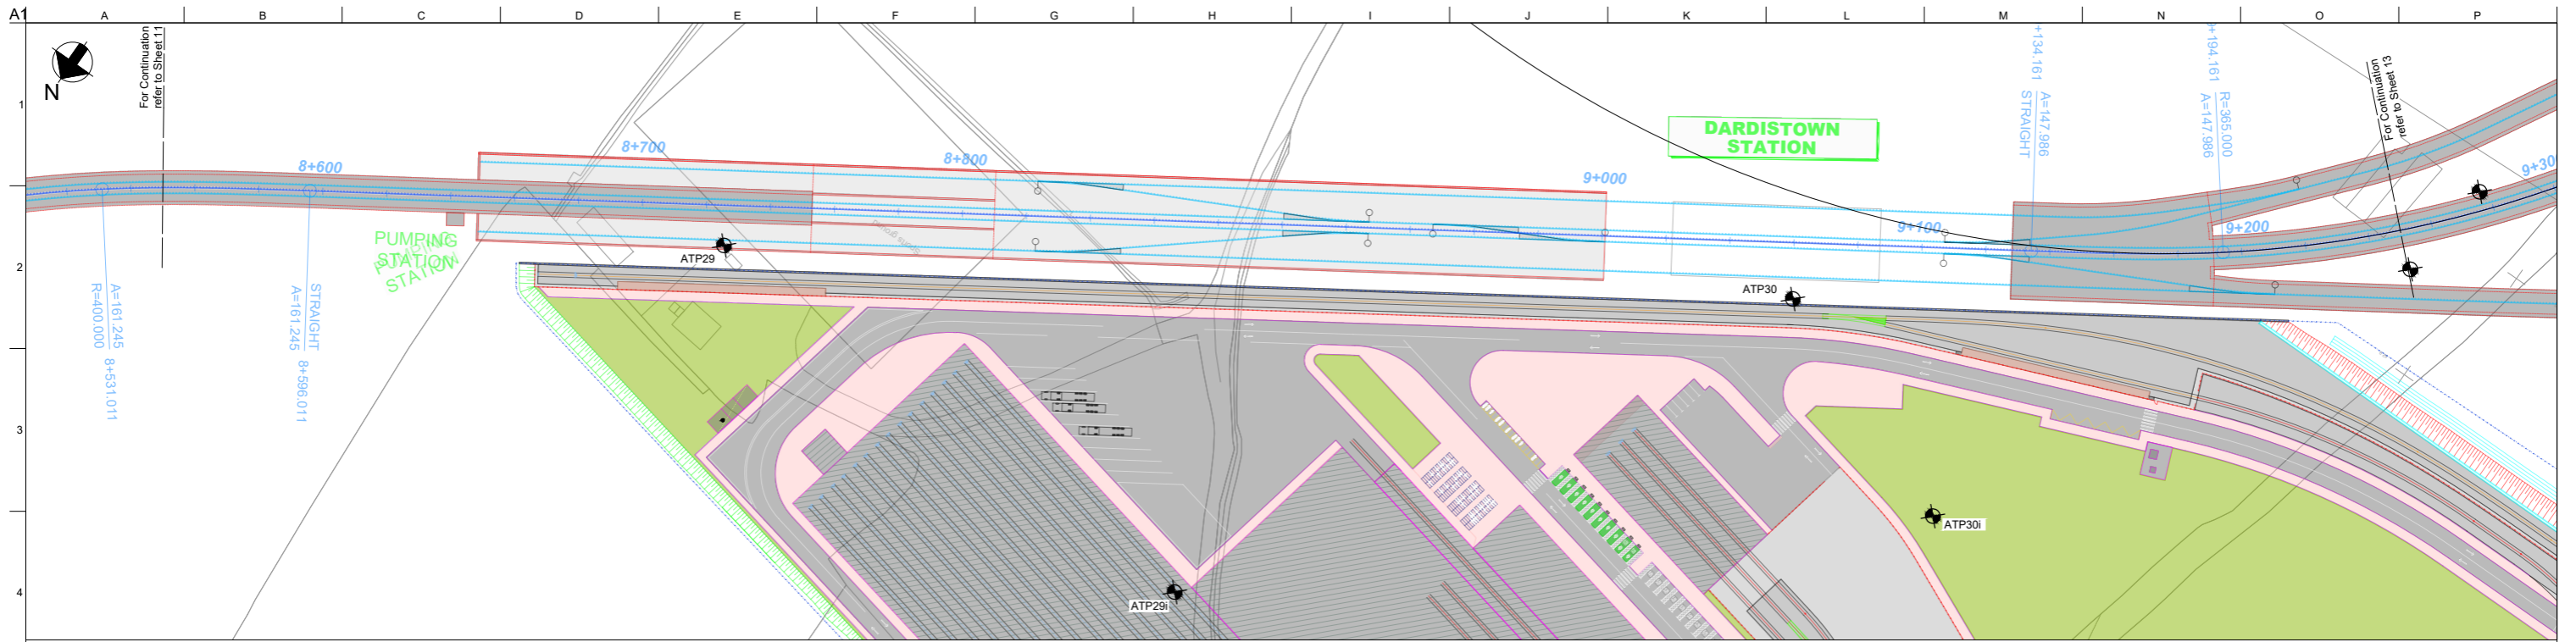 A1
A
B
C
D
E
F
G
H
I
J
K
L
M
N
O
P
1
2
3
4
N
For Continuation
refer to Sheet 11
8+600
8+700
8+800
9+000
9+100
9+200
DARDISTOWN
STATION
+134.161
A=147.986
STRAIGHT
9+194.161
R=365.000
A=147.986
For Continuation
refer to Sheet 13
PUMPING
STATION
PUMPING
STATION
ATP29
ATP30
A=161.245
R=400.000
8+531.011
STRAIGHT
A=161.245
8+596.011
ATP29i
ATP30i